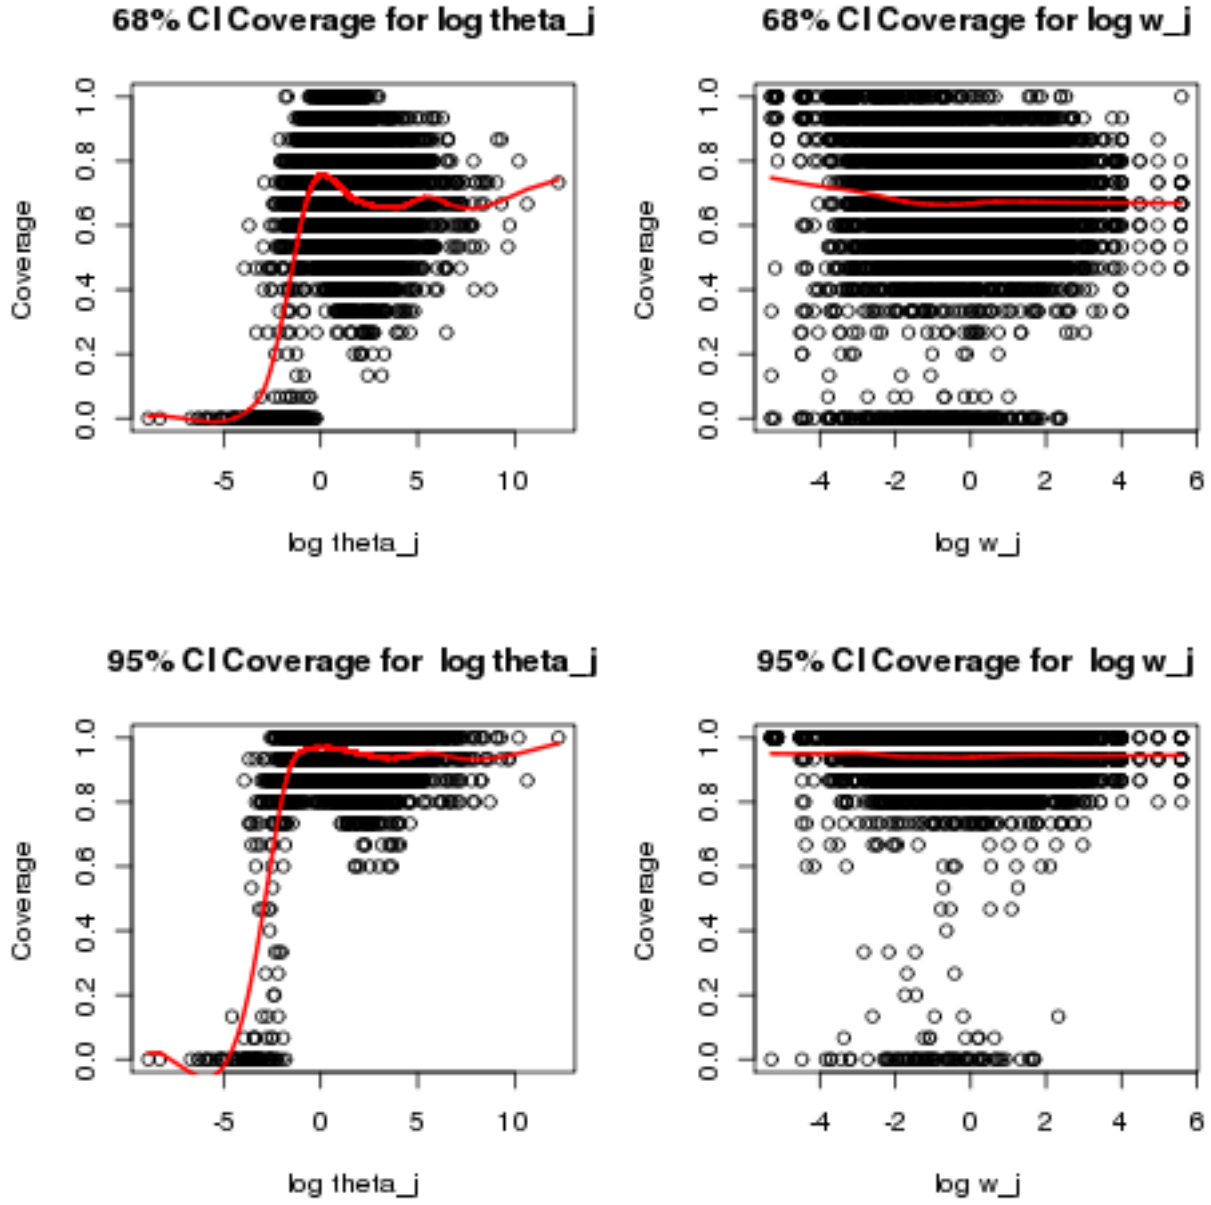 68% CI Coverage for log theta_j
Coverage
0.0 0.2 0.4 0.6 0.8 1.0
-5 0 5 10
log theta_j
68% CI Coverage for log w_j
Coverage
0.0 0.2 0.4 0.6 0.8 1.0
-4 -2 0 2 4 6
log w_j
95% CI Coverage for log theta_j
Coverage
0.0 0.2 0.4 0.6 0.8 1.0
-5 0 5 10
log theta_j
95% CI Coverage for log w_j
Coverage
0.0 0.2 0.4 0.6 0.8 1.0
-4 -2 0 2 4 6
log w_j